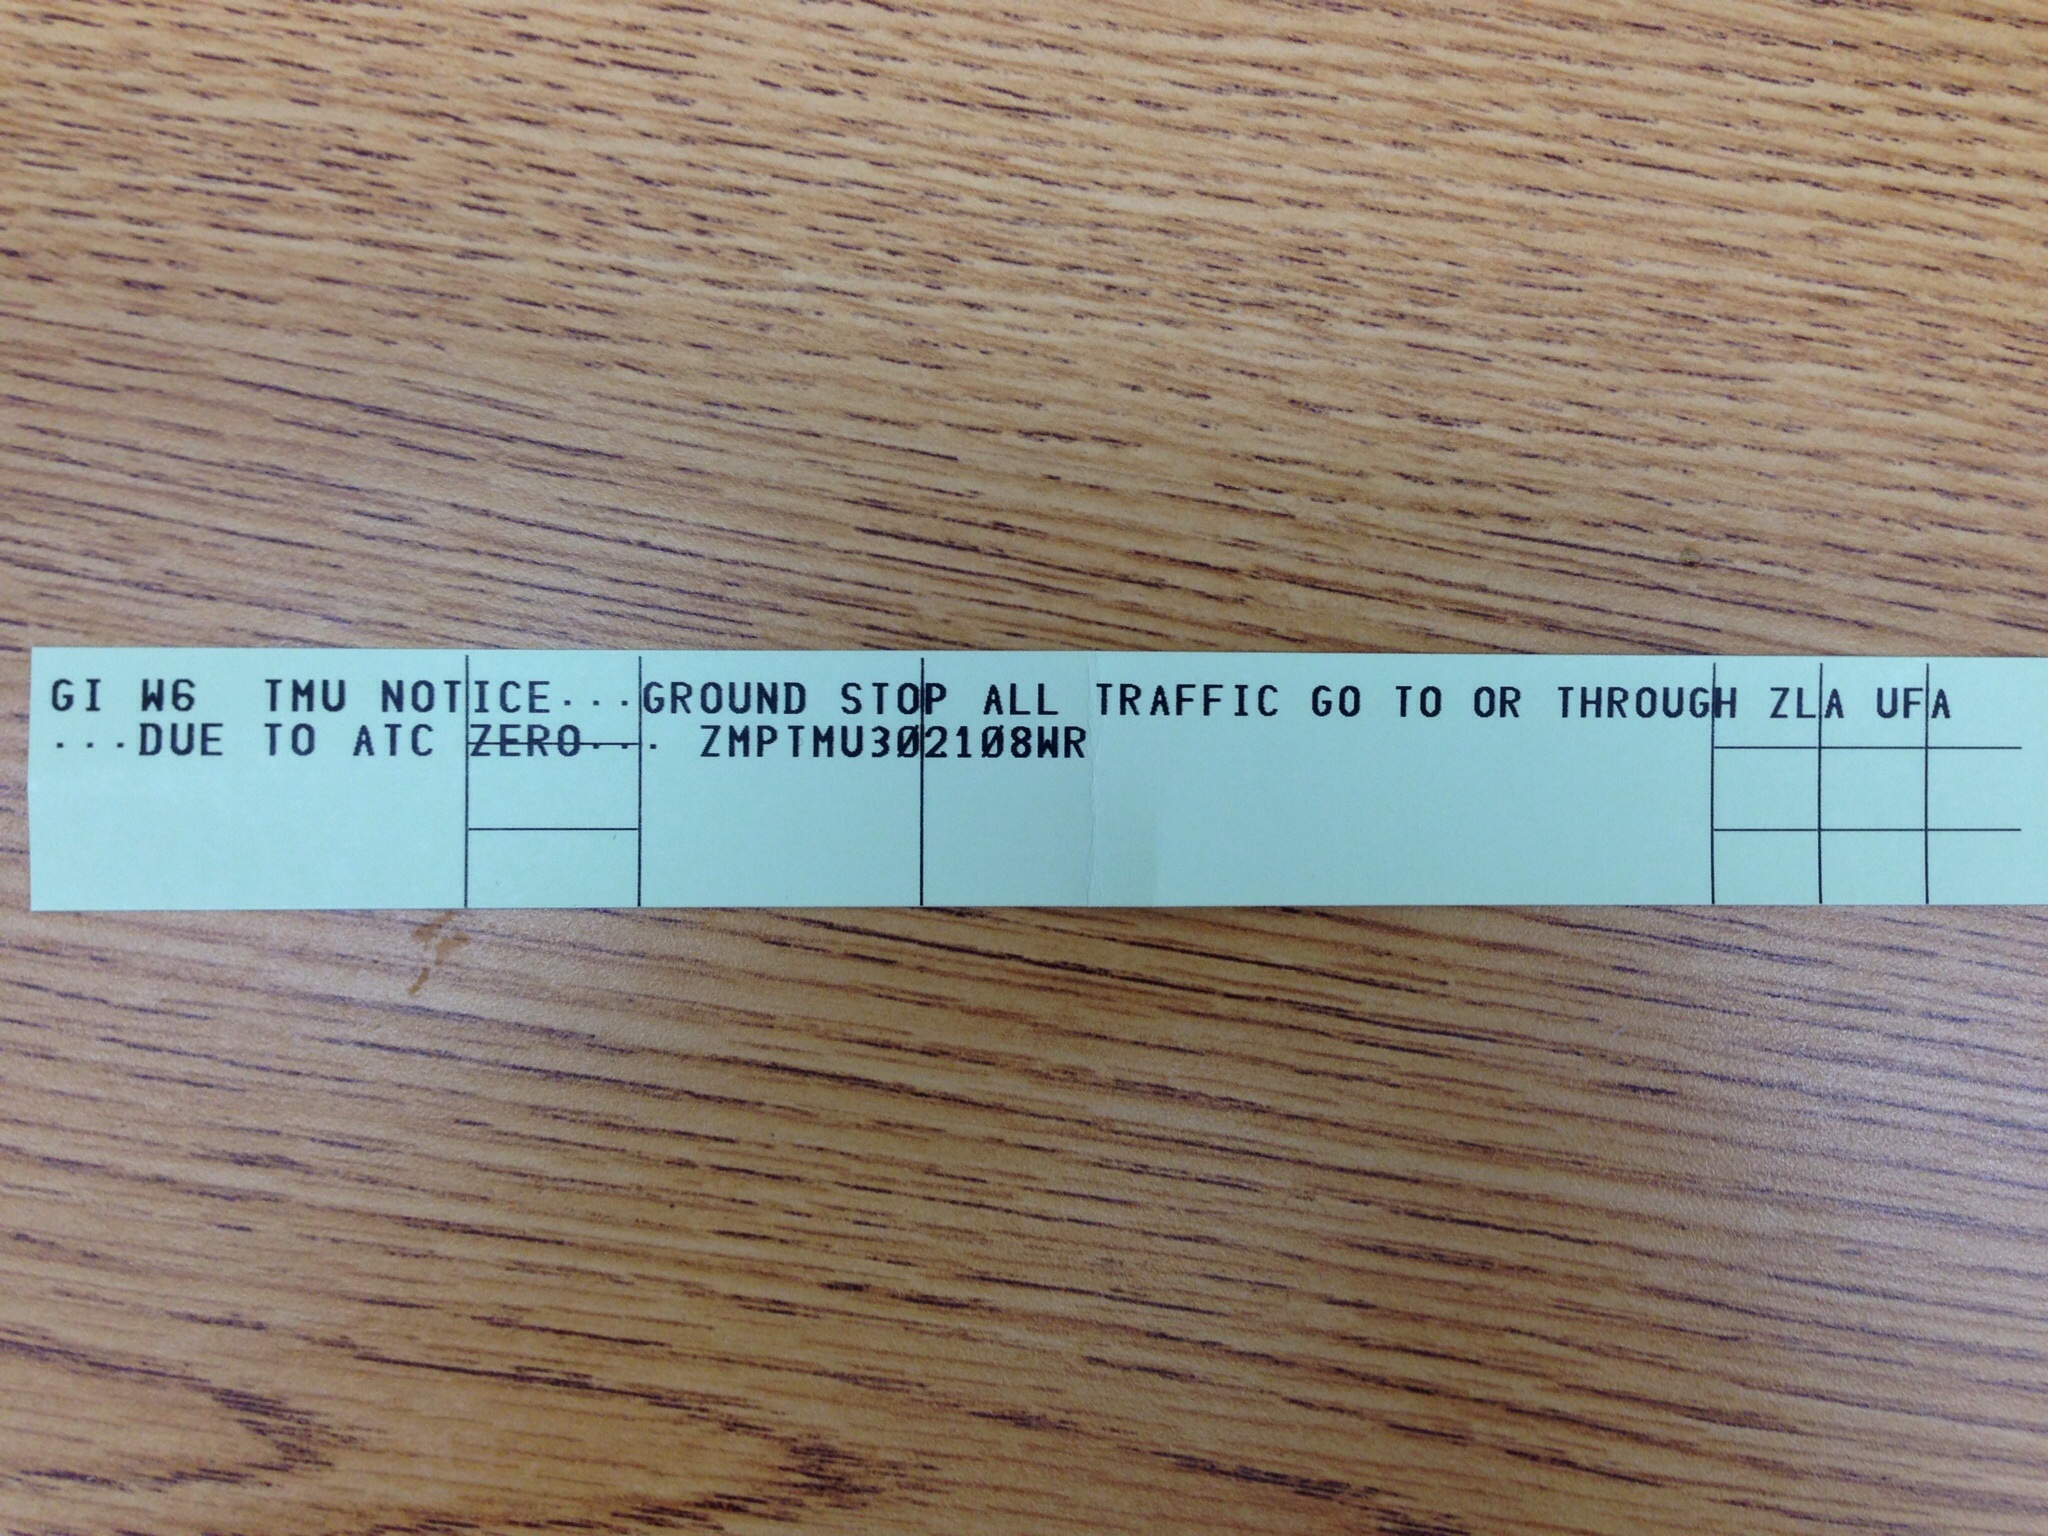 GI W6 TMU NOTICE...GROUND STOP ALL TRAFFIC GO TO OR THROUGH ZLA UFA
...DUE TO ATC ZERO... ZMPTMU302108WR